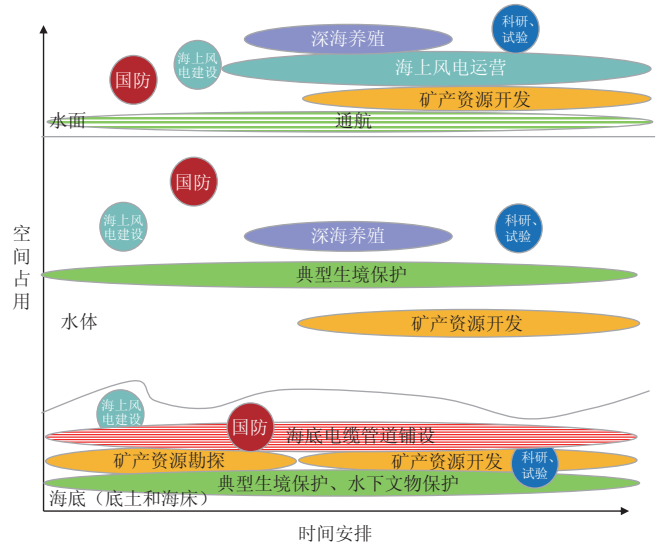 科研、
试验
深海养殖
海上风
电建设
国防
海上风电运营
矿产资源开发
水面
通航
国防
海上风
电建设
深海养殖
科研、
试验
空间占用
典型生境保护
水体
矿产资源开发
海上风
电建设
国防
海底电缆管道铺设
矿产资源勘探
矿产资源开发
科研、
试验
典型生境保护、水下文物保护
海底（底土和海床）
时间安排